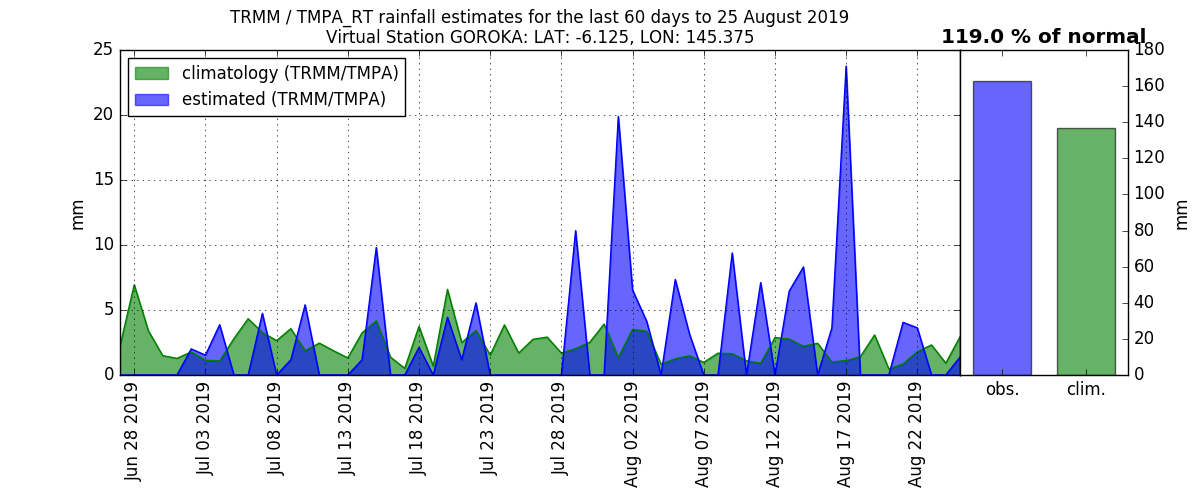 TRMM / TMPA_RT rainfall estimates for the last 60 days to 25 August 2019
Virtual Station GOROKA: LAT: -6.125, LON: 145.375
119.0 % of normal
climatology (TRMM/TMPA)
estimated (TRMM/TMPA)
25
20
15
10
5
0
mm
Jun 28 2019
Jul 03 2019
Jul 08 2019
Jul 13 2019
Jul 18 2019
Jul 23 2019
Jul 28 2019
Aug 02 2019
Aug 07 2019
Aug 12 2019
Aug 17 2019
Aug 22 2019
obs.
clim.
180
160
140
120
100
80
60
40
20
0
mm